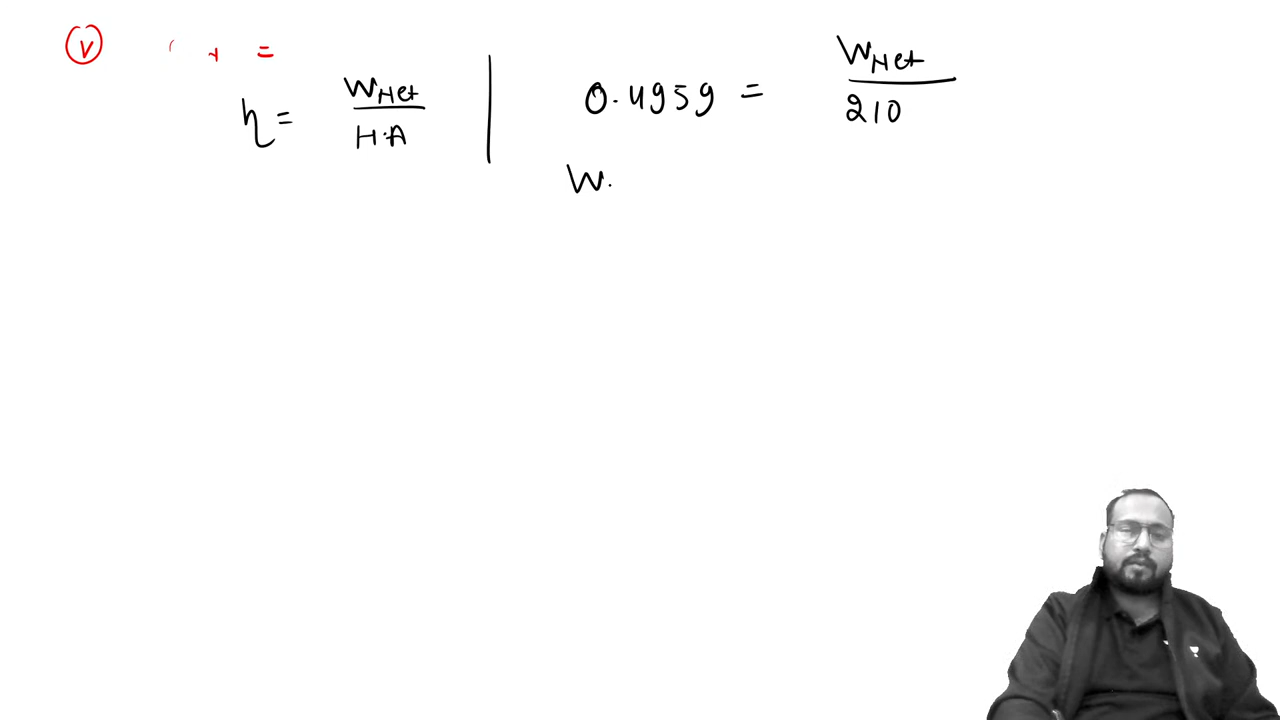 V =
η = W_Net / H.A | 0.4959 = W_Net / 210
W.